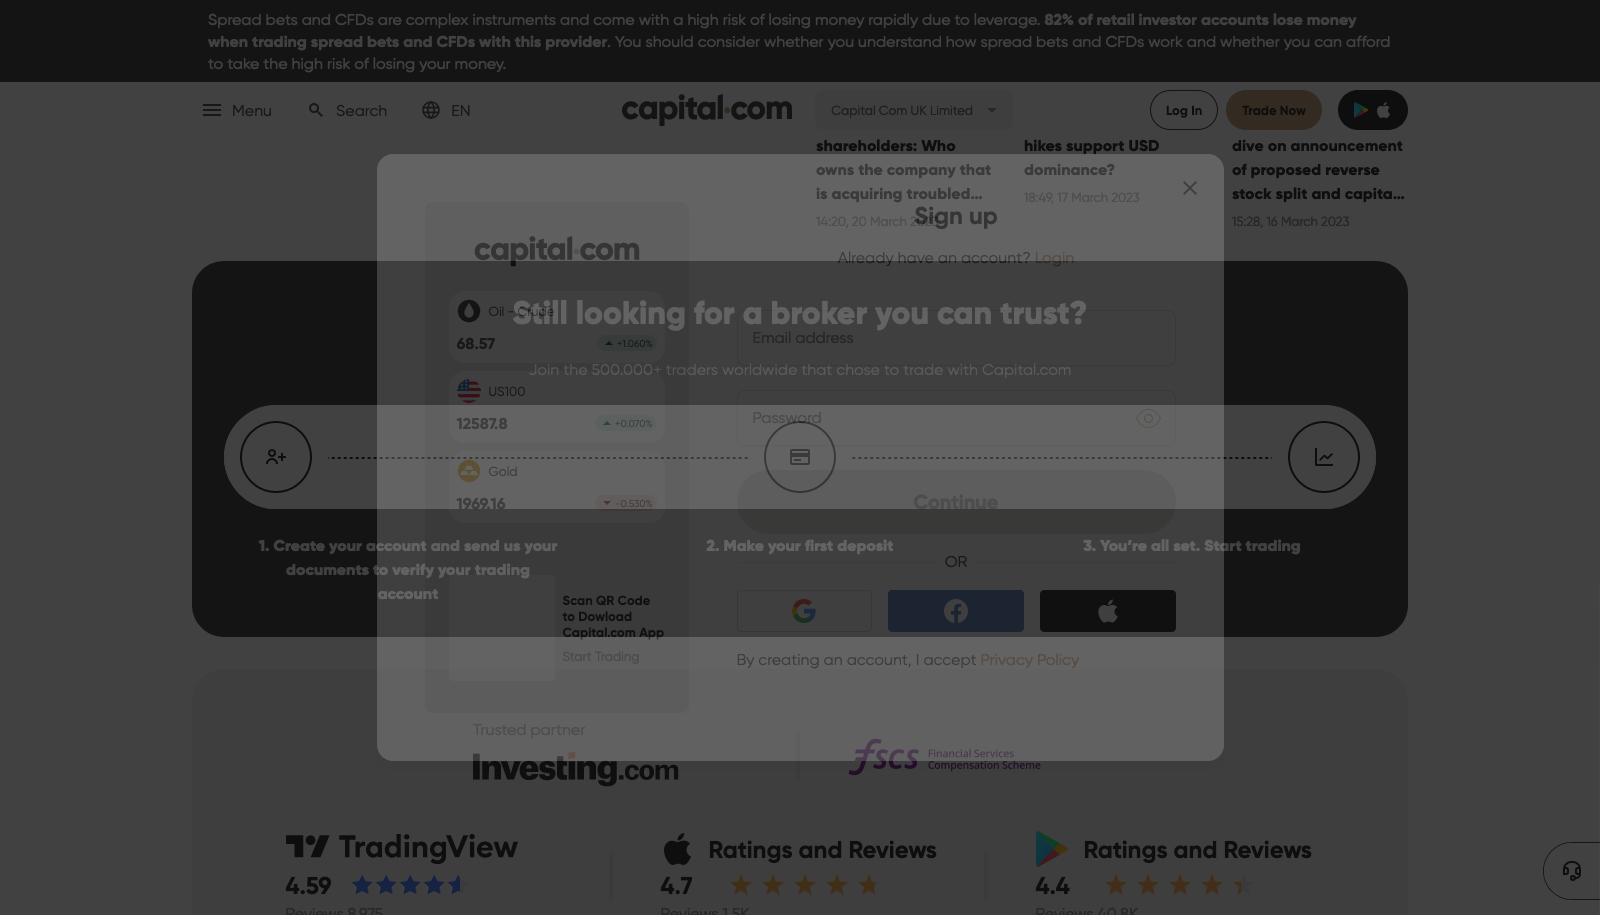 Spread bets and CFDs are complex instruments and come with a high risk of losing money rapidly due to leverage. 82% of retail investor accounts lose money
when trading spread bets and CFDs with this provider. You should consider whether you understand how spread bets and CFDs work and whether you can afford
to take the high risk of losing your money.
Menu
Search
EN
capital.com
Capital Com UK Limited
Log In
Trade Now
shareholders: Who
owns the company that
is acquiring troubled...
14:20, 20 March 2023
hikes support USD
dominance?
18:49, 17 March 2023
dive on announcement
of proposed reverse
stock split and capita...
15:28, 16 March 2023
Sign up
Already have an account? Login
capital.com
Oil - Crude
68.57
+1.060%
US100
12587.8
+0.070%
Gold
1969.16
-0.530%
Scan QR Code
to Dowload
Capital.com App
Start Trading
Email address
Password
Continue
OR
By creating an account, I accept Privacy Policy
Still looking for a broker you can trust?
Join the 500.000+ traders worldwide that chose to trade with Capital.com
1. Create your account and send us your
documents to verify your trading
account
2. Make your first deposit
3. You're all set. Start trading
Trusted partner
Investing.com
fscs
Financial Services
Compensation Scheme
TradingView
4.59
Reviews 8,975
Ratings and Reviews
4.7
Reviews 1.5K
Ratings and Reviews
4.4
Reviews 40.8K